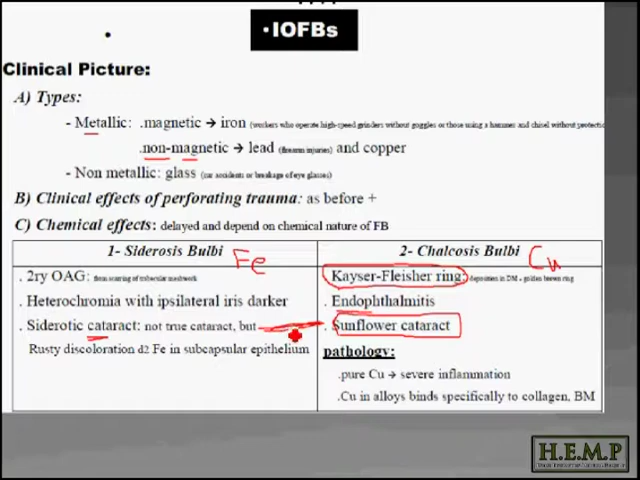 •IOFBs
Clinical Picture:
A) Types:
- Metallic: .magnetic → iron (workers who operate high-speed grinders without goggles or those using a hammer and chisel without protectio
.non-magnetic → lead (firearm injuries) and copper
- Non metallic: glass (car accidents or breakage of eye glasses)
B) Clinical effects of perforating trauma: as before +
C) Chemical effects: delayed and depend on chemical nature of FB
1- Siderosis Bulbi Fe
. 2ry OAG: from scarring of trabecular meshwork
. Heterochromia with ipsilateral iris darker
. Siderotic cataract: not true cataract, but
Rusty discoloration d2 Fe in subcapsular epithelium
2- Chalcosis Bulbi Cu
. Kayser-Fleisher ring: deposition in DM → golden brown ring
. Endophthalmitis
. Sunflower cataract
pathology:
.pure Cu → severe inflammation
.Cu in alloys binds specifically to collagen, BM
H.E.M.P